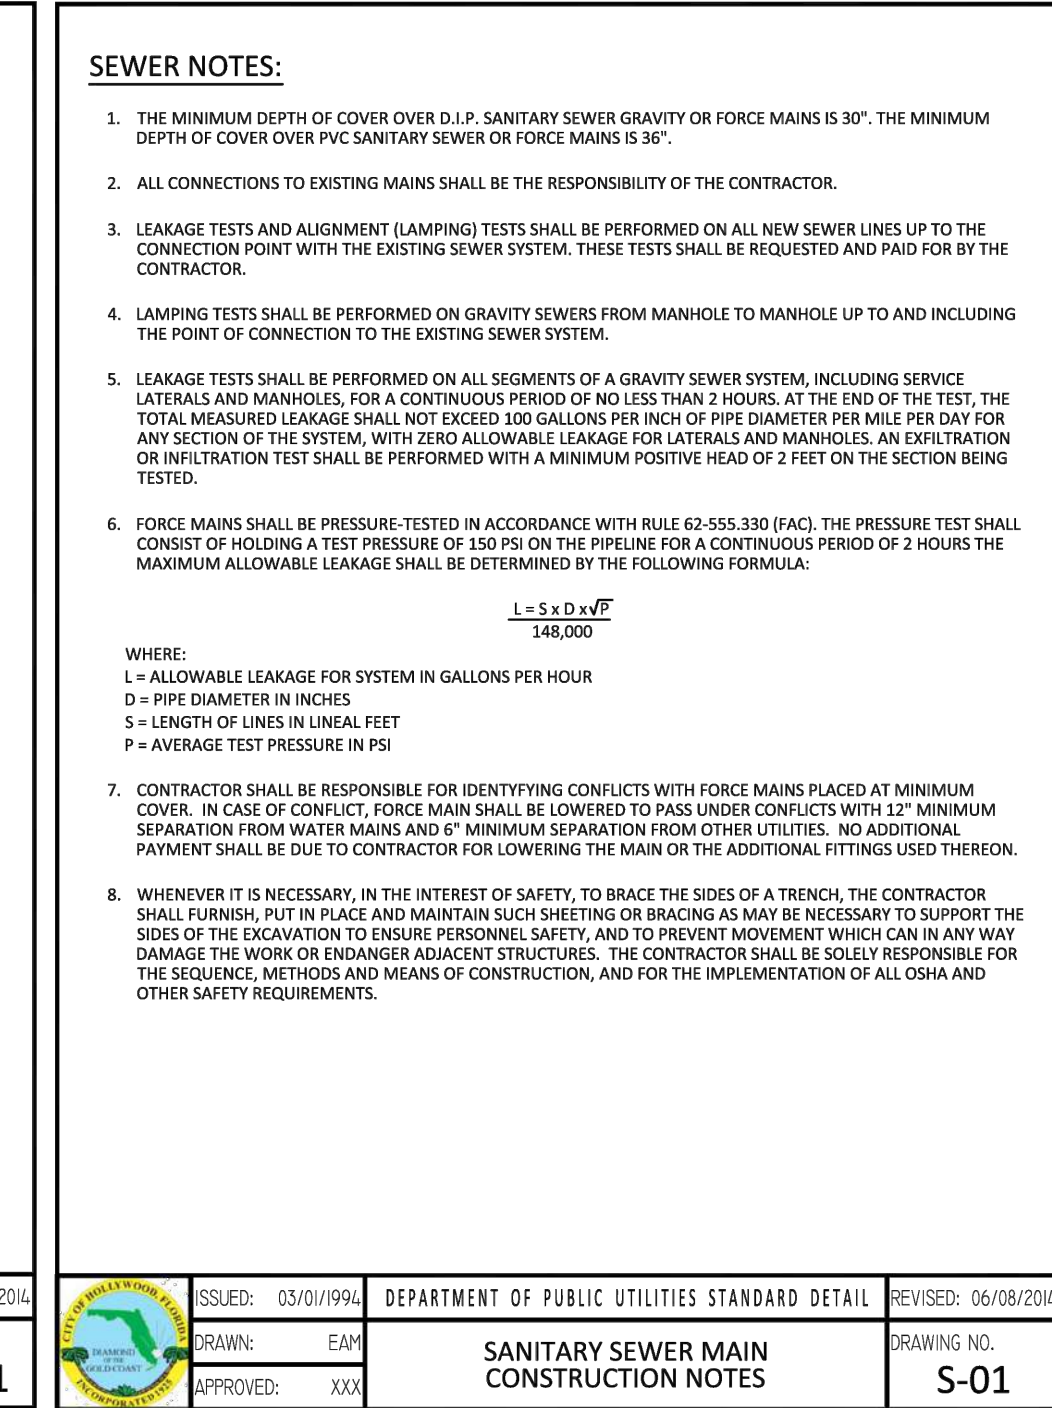 SEWER NOTES:
1. THE MINIMUM DEPTH OF COVER OVER D.I.P. SANITARY SEWER GRAVITY OR FORCE MAINS IS 30". THE MINIMUM
DEPTH OF COVER OVER PVC SANITARY SEWER OR FORCE MAINS IS 36".
2. ALL CONNECTIONS TO EXISTING MAINS SHALL BE THE RESPONSIBILITY OF THE CONTRACTOR.
3. LEAKAGE TESTS AND ALIGNMENT (LAMPING) TESTS SHALL BE PERFORMED ON ALL NEW SEWER LINES UP TO THE
CONNECTION POINT WITH THE EXISTING SEWER SYSTEM. THESE TESTS SHALL BE REQUESTED AND PAID FOR BY THE
CONTRACTOR.
4. LAMPING TESTS SHALL BE PERFORMED ON GRAVITY SEWERS FROM MANHOLE TO MANHOLE UP TO AND INCLUDING
THE POINT OF CONNECTION TO THE EXISTING SEWER SYSTEM.
5. LEAKAGE TESTS SHALL BE PERFORMED ON ALL SEGMENTS OF A GRAVITY SEWER SYSTEM, INCLUDING SERVICE
LATERALS AND MANHOLES, FOR A CONTINUOUS PERIOD OF NO LESS THAN 2 HOURS. AT THE END OF THE TEST, THE
TOTAL MEASURED LEAKAGE SHALL NOT EXCEED 100 GALLONS PER INCH OF PIPE DIAMETER PER MILE PER DAY FOR
ANY SECTION OF THE SYSTEM, WITH ZERO ALLOWABLE LEAKAGE FOR LATERALS AND MANHOLES. AN EXFILTRATION
OR INFILTRATION TEST SHALL BE PERFORMED WITH A MINIMUM POSITIVE HEAD OF 2 FEET ON THE SECTION BEING
TESTED.
6. FORCE MAINS SHALL BE PRESSURE-TESTED IN ACCORDANCE WITH RULE 62-555.330 (FAC). THE PRESSURE TEST SHALL
CONSIST OF HOLDING A TEST PRESSURE OF 150 PSI ON THE PIPELINE FOR A CONTINUOUS PERIOD OF 2 HOURS THE
MAXIMUM ALLOWABLE LEAKAGE SHALL BE DETERMINED BY THE FOLLOWING FORMULA:
L = S x D x√P
148,000
WHERE:
L = ALLOWABLE LEAKAGE FOR SYSTEM IN GALLONS PER HOUR
D = PIPE DIAMETER IN INCHES
S = LENGTH OF LINES IN LINEAL FEET
P = AVERAGE TEST PRESSURE IN PSI
7. CONTRACTOR SHALL BE RESPONSIBLE FOR IDENTYFYING CONFLICTS WITH FORCE MAINS PLACED AT MINIMUM
COVER. IN CASE OF CONFLICT, FORCE MAIN SHALL BE LOWERED TO PASS UNDER CONFLICTS WITH 12" MINIMUM
SEPARATION FROM WATER MAINS AND 6" MINIMUM SEPARATION FROM OTHER UTILITIES. NO ADDITIONAL
PAYMENT SHALL BE DUE TO CONTRACTOR FOR LOWERING THE MAIN OR THE ADDITIONAL FITTINGS USED THEREON.
8. WHENEVER IT IS NECESSARY, IN THE INTEREST OF SAFETY, TO BRACE THE SIDES OF A TRENCH, THE CONTRACTOR
SHALL FURNISH, PUT IN PLACE AND MAINTAIN SUCH SHEETING OR BRACING AS MAY BE NECESSARY TO SUPPORT THE
SIDES OF THE EXCAVATION TO ENSURE PERSONNEL SAFETY, AND TO PREVENT MOVEMENT WHICH CAN IN ANY WAY
DAMAGE THE WORK OR ENDANGER ADJACENT STRUCTURES. THE CONTRACTOR SHALL BE SOLELY RESPONSIBLE FOR
THE SEQUENCE, METHODS AND MEANS OF CONSTRUCTION, AND FOR THE IMPLEMENTATION OF ALL OSHA AND
OTHER SAFETY REQUIREMENTS.
2014
1
CITY OF HOLLYWOOD, FLORIDA
DIAMOND
OF THE
GOLD COAST
INCORPORATED 1925
ISSUED: 03/01/1994
DRAWN: EAM
APPROVED: XXX
DEPARTMENT OF PUBLIC UTILITIES STANDARD DETAIL
SANITARY SEWER MAIN
CONSTRUCTION NOTES
REVISED: 06/08/2014
DRAWING NO.
S-01